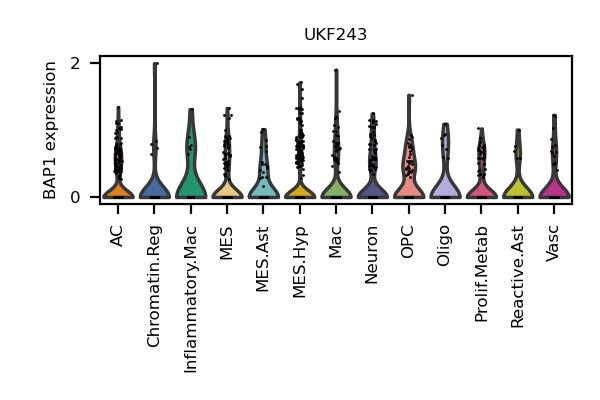 UKF243
BAP1 expression
2
0
AC
Chromatin.Reg
Inflammatory.Mac
MES
MES.Ast
MES.Hyp
Mac
Neuron
OPC
Oligo
Prolif.Metab
Reactive.Ast
Vasc